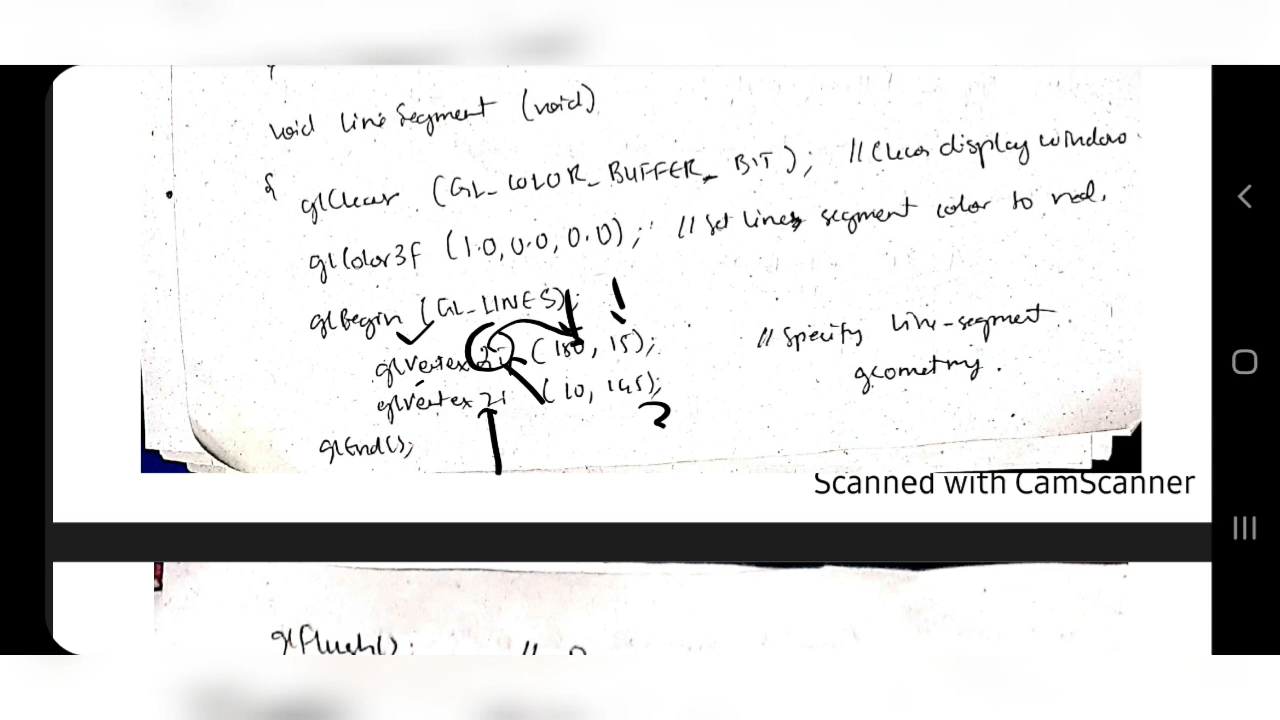 void lineSegment (void)
{ glClear (GL_COLOR_BUFFER_BIT); // Clear display window.
glColor3f (1.0, 0.0, 0.0); // Set line segment color to red.
glBegin (GL_LINES);
glVertex2i (180, 15); // Specify line-segment
glVertex2i (10, 145); geometry.
glEnd();
Scanned with CamScanner
glFlush(); //